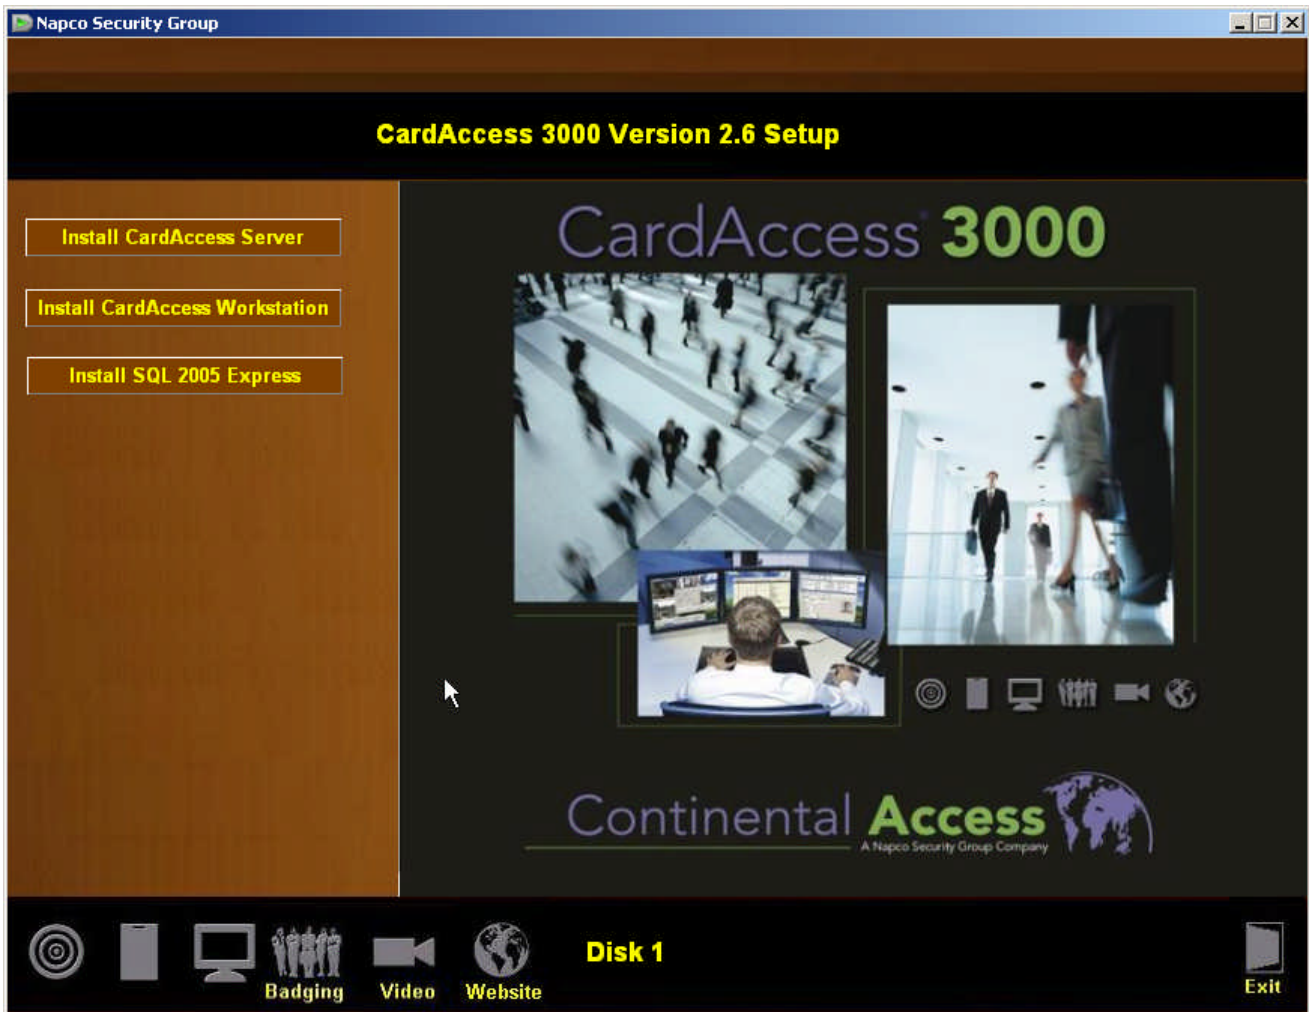 Napco Security Group
CardAccess 3000 Version 2.6 Setup
Install CardAccess Server
Install CardAccess Workstation
Install SQL 2005 Express
CardAccess 3000
Continental Access
A Napco Security Group Company
Badging
Video
Website
Disk 1
Exit